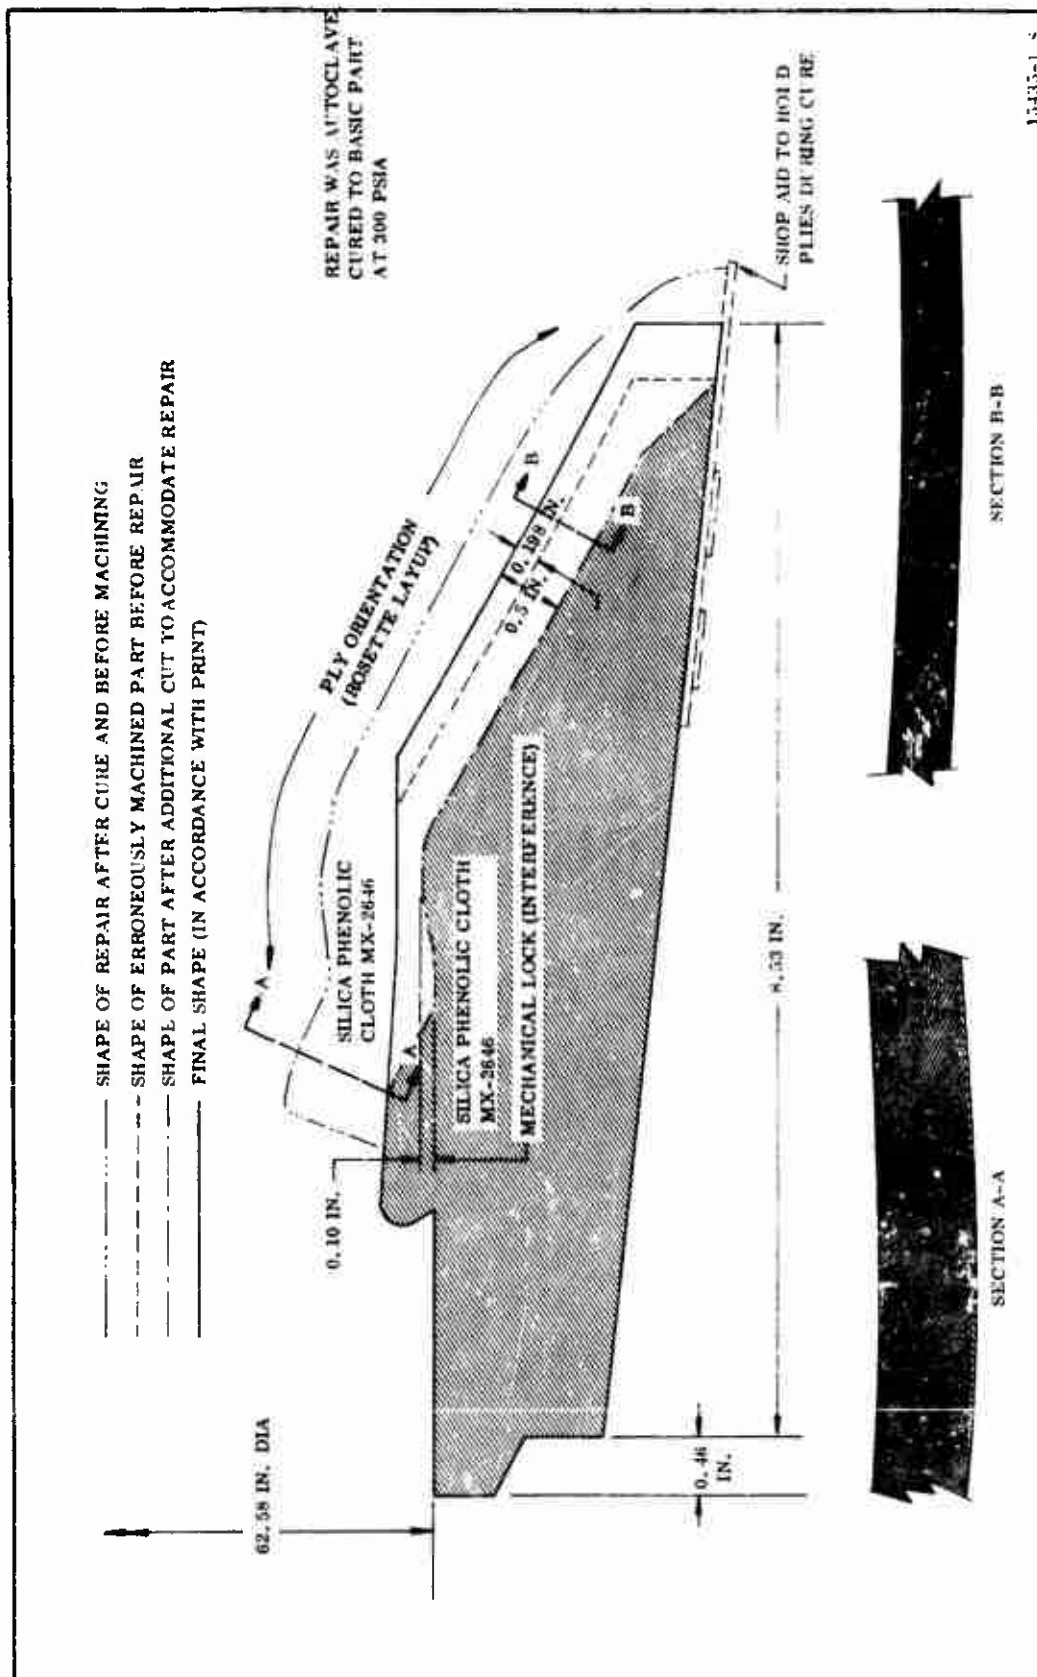 SHAPE OF REPAIR AFTER CURE AND BEFORE MACHINING
SHAPE OF ERRONEOUSLY MACHINED PART BEFORE REPAIR
SHAPE OF PART AFTER ADDITIONAL CUT TO ACCOMMODATE REPAIR
FINAL SHAPE (IN ACCORDANCE WITH PRINT)
REPAIR WAS AUTOCLAVE
CURED TO BASIC PART
AT 300 PSIA
PLY ORIENTATION
(ROSETTE LAYUP)
62.58 IN. DIA
0.10 IN.
A
A
SILICA PHENOLIC
CLOTH MX-2646
SILICA PHENOLIC CLOTH
MX-2646
MECHANICAL LOCK (INTERFERENCE)
B
B
0.198 IN.
0.5 IN.
SHOP AID TO HOLD
PLIES DURING CURE
8.53 IN.
0.46
IN.
SECTION A-A
SECTION B-B